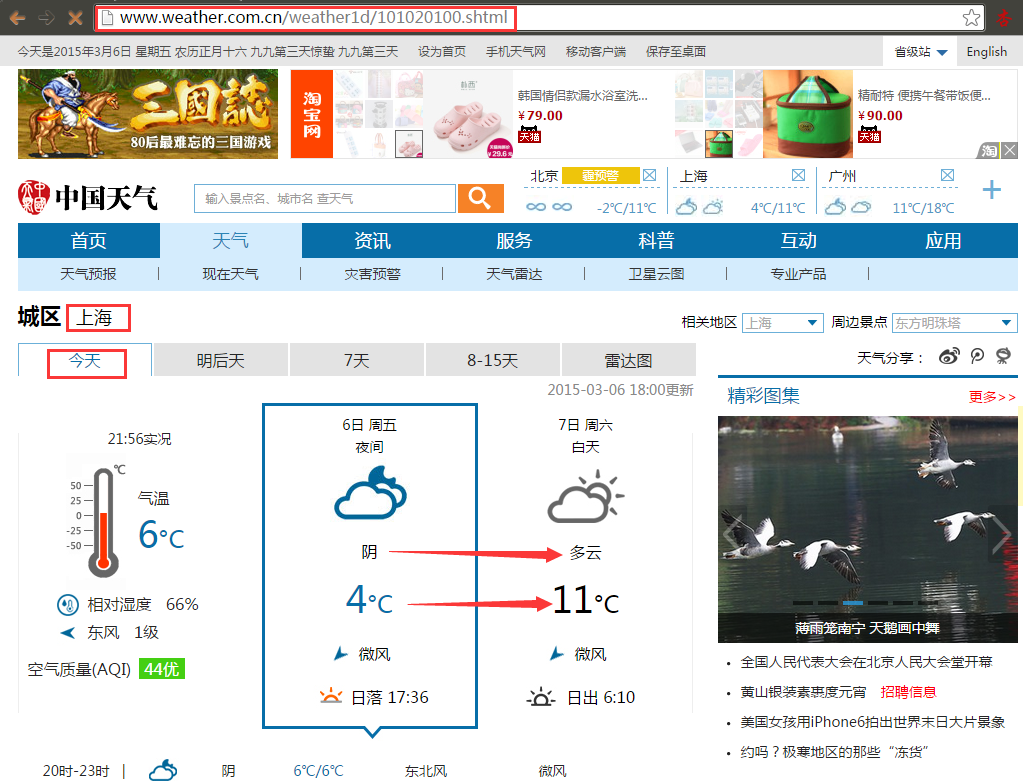 www.weather.com.cn/weather1d/101020100.shtml
今天是2015年3月6日 星期五 农历正月十六 九九第三天惊蛰 九九第三天 设为首页 手机天气网 移动客户端 保存至桌面 省级站 English
三國誌
80后最难忘的三国游戏
淘宝网
¥29.6元
韩国情侣款漏水浴室洗...
¥79.00
天猫
精耐特 便携午餐带饭便...
¥90.00
天猫
淘
中国天气
输入景点名、城市名 查天气
北京 霾预警
-2℃/11℃
上海
4℃/11℃
广州
11℃/18℃
首页 天气 资讯 服务 科普 互动 应用
天气预报 | 现在天气 | 灾害预警 | 天气雷达 | 卫星云图 | 专业产品 |
城区 上海
相关地区 上海 周边景点 东方明珠塔
今天 明后天 7天 8-15天 雷达图
天气分享：
2015-03-06 18:00更新
精彩图集 更多>>
21:56实况
℃
50
25
0
-25
-50
气温
6℃
相对湿度 66%
东风 1级
空气质量(AQI) 44优
6日 周五
夜间
阴
4℃
微风
日落 17:36
7日 周六
白天
多云
11℃
微风
日出 6:10
薄雨笼南宁 天鹅画中舞
全国人民代表大会在北京人民大会堂开幕
黄山银装素惠度元宵 招聘信息
美国女孩用iPhone6拍出世界末日大片景象
约吗？极寒地区的那些“冻货”
20时-23时 | 阴 6℃/6℃ 东北风 微风